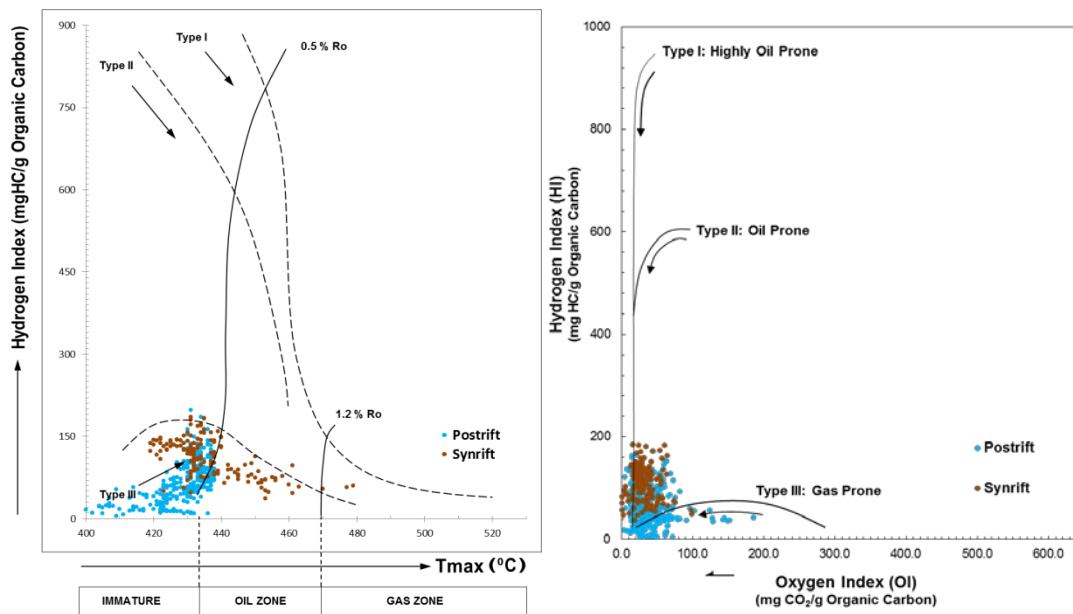 Hydrogen Index (mgHC/g Organic Carbon)
900
750
600
450
300
150
0
Type I
Type II
0.5 % Ro
1.2 % Ro
Type III
Postrift
Synrift
400
420
440
460
480
500
520
Tmax (⁰C)
IMMATURE
OIL ZONE
GAS ZONE
Hydrogen Index (HI)
(mg HC/g Organic Carbon)
1000
800
600
400
200
0
Type I: Highly Oil Prone
Type II: Oil Prone
Type III: Gas Prone
Postrift
Synrift
0.0
100.0
200.0
300.0
400.0
500.0
600.0
Oxygen Index (OI)
(mg CO₂/g Organic Carbon)